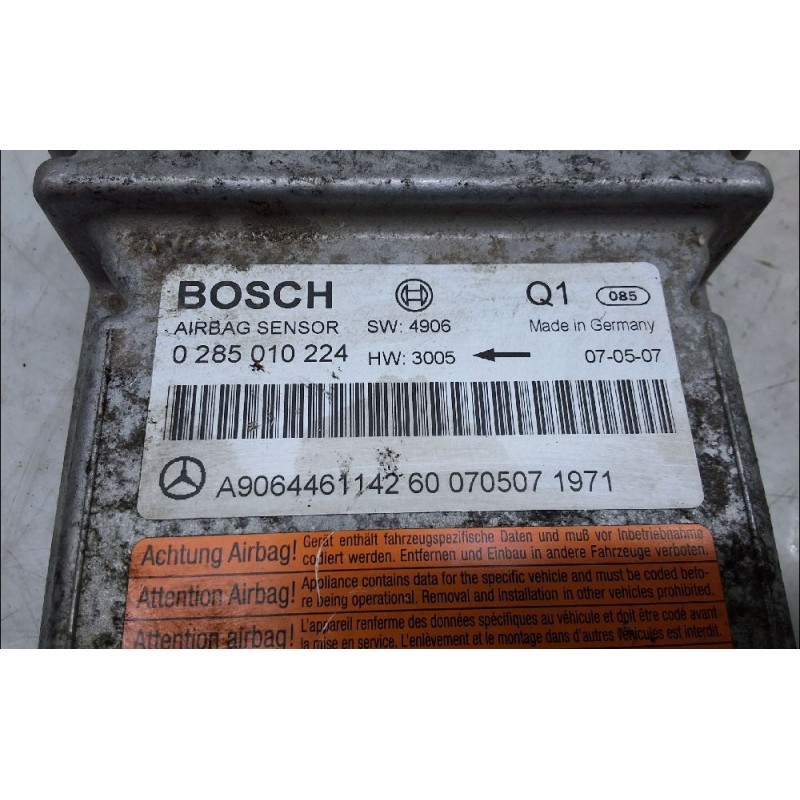 BOSCH Q1 085
AIRBAG SENSOR SW: 4906 Made in Germany
0 285 010 224 HW: 3005 07-05-07
A9064461142 60 070507 1971
Achtung Airbag! Gerät enthält fahrzeugspezifische Daten und muß vor Inbetriebnahme
codiert werden. Entfernen und Einbau in andere Fahrzeuge verboten.
Attention Airbag! Appliance contains data for the specific vehicle and must be coded befo-
re being operational. Removal and installation in other vehicles prohibited.
Attention airbag! L'appareil renferme des données spécifiques au véhicule et doit être codé avant
la mise en service. L'enlèvement et le montage dans d'autres véhicules est interdit.